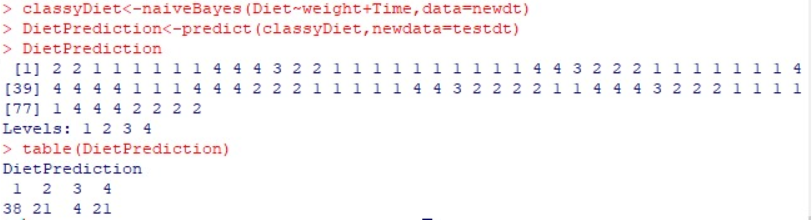 > classyDiet<-naiveBayes(Diet~weight+Time,data=newdt)
> DietPrediction<-predict(classyDiet,newdata=testdt)
> DietPrediction
[1] 2 2 1 1 1 1 1 1 4 4 4 3 2 2 1 1 1 1 1 1 1 1 1 1 4 4 3 2 2 2 1 1 1 1 1 1 1 4
[39] 4 4 4 4 1 1 1 4 4 4 2 2 2 1 1 1 1 1 4 4 3 2 2 2 2 1 1 4 4 4 3 2 2 2 1 1 1 1
[77] 1 4 4 4 2 2 2 2
Levels: 1 2 3 4
> table(DietPrediction)
DietPrediction
1 2 3 4
38 21 4 21